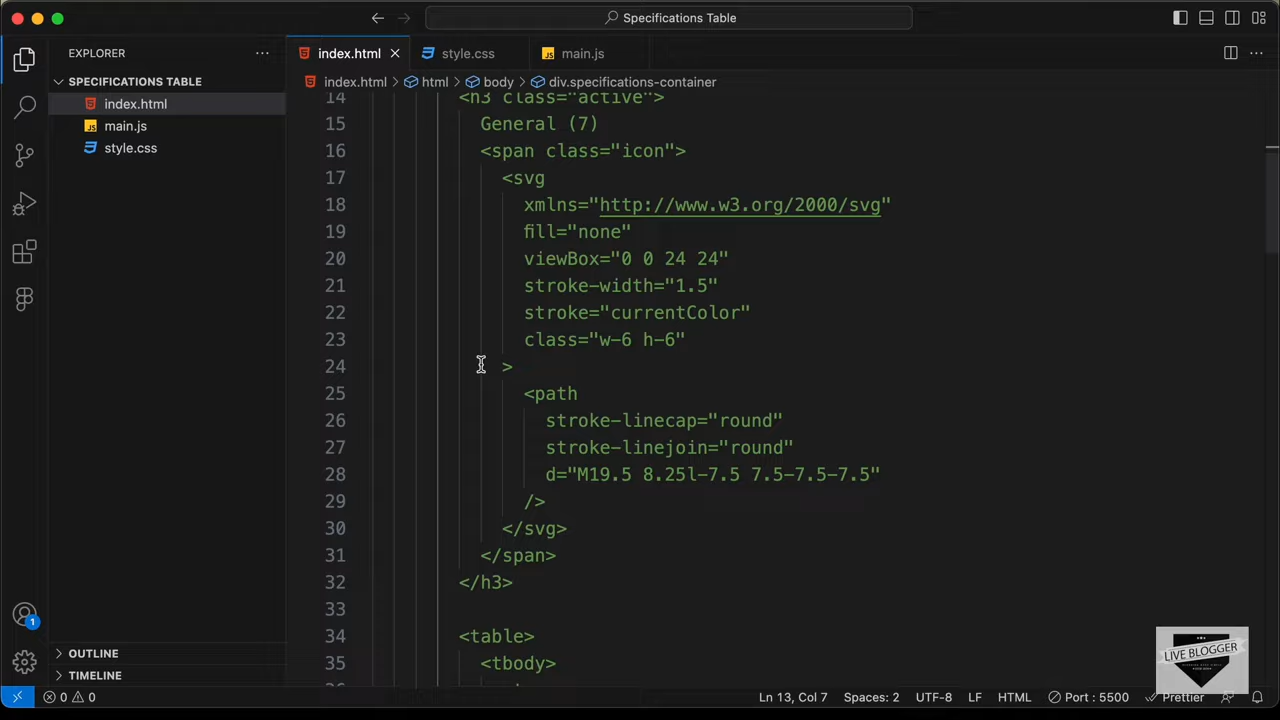 Specifications Table
EXPLORER
SPECIFICATIONS TABLE
index.html
main.js
style.css
OUTLINE
TIMELINE
1
index.html
style.css
main.js
index.html > html > body > div.specifications-container
14 <h3 class="active">
15 General (7)
16 <span class="icon">
17 <svg
18 xmlns="http://www.w3.org/2000/svg"
19 fill="none"
20 viewBox="0 0 24 24"
21 stroke-width="1.5"
22 stroke="currentColor"
23 class="w-6 h-6"
24 >
25 <path
26 stroke-linecap="round"
27 stroke-linejoin="round"
28 d="M19.5 8.25l-7.5 7.5-7.5-7.5"
29 />
30 </svg>
31 </span>
32 </h3>
33
34 <table>
35 <tbody>
LIVE BLOGGER
0 0
Ln 13, Col 7
Spaces: 2
UTF-8
LF
HTML
Port : 5500
Prettier